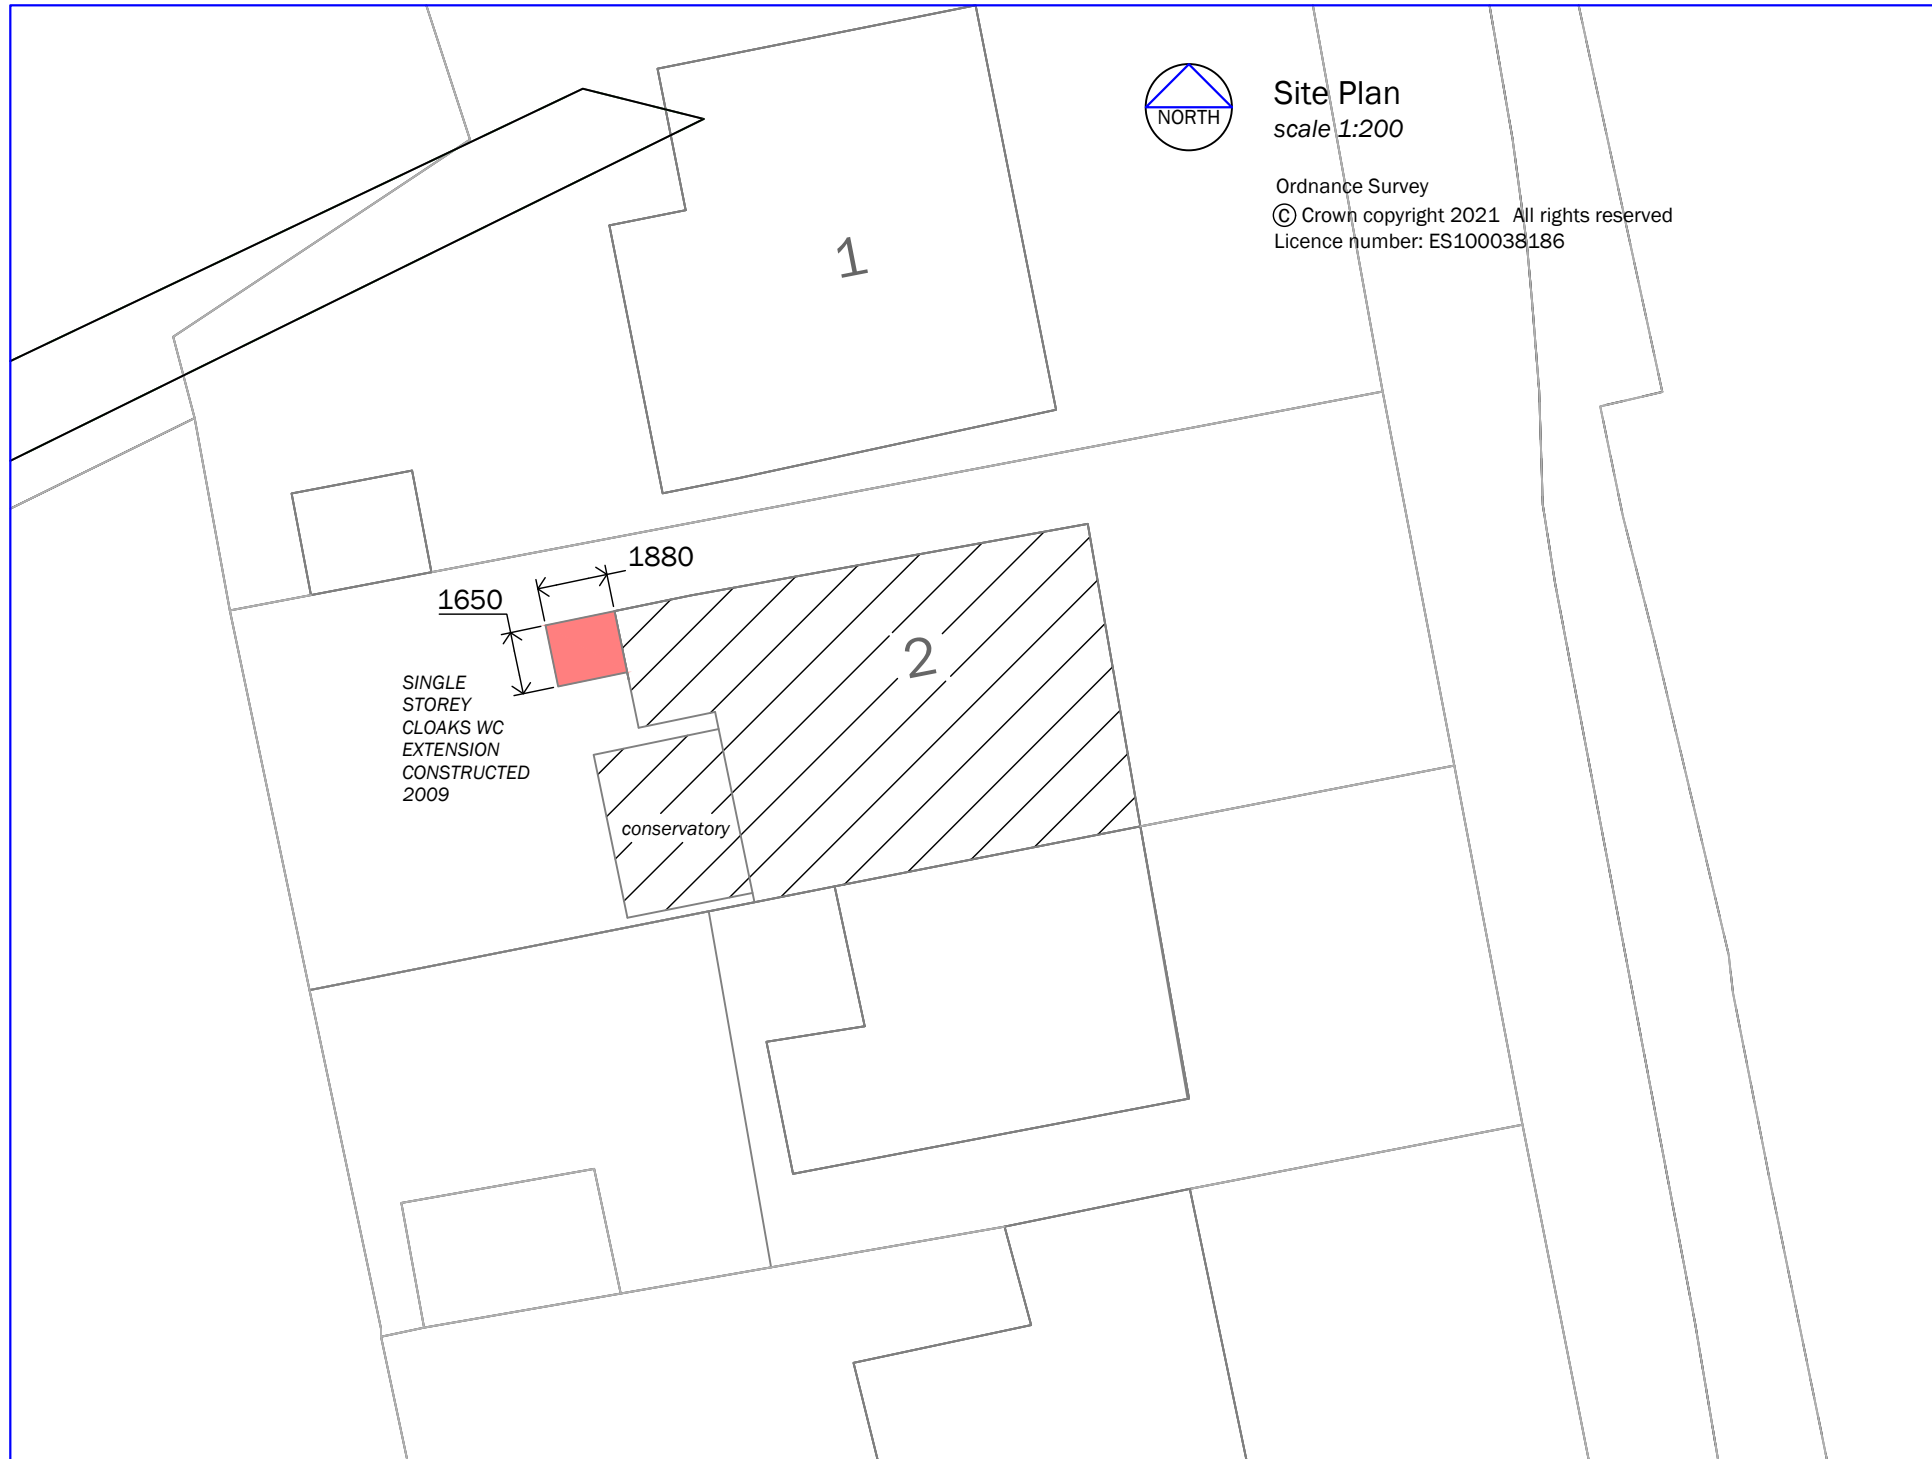 NORTH
Site Plan
scale 1:200
Ordnance Survey
© Crown copyright 2021 All rights reserved
Licence number: ES100038186
1
1880
1650
2
SINGLE
STOREY
CLOAKS WC
EXTENSION
CONSTRUCTED
2009
conservatory